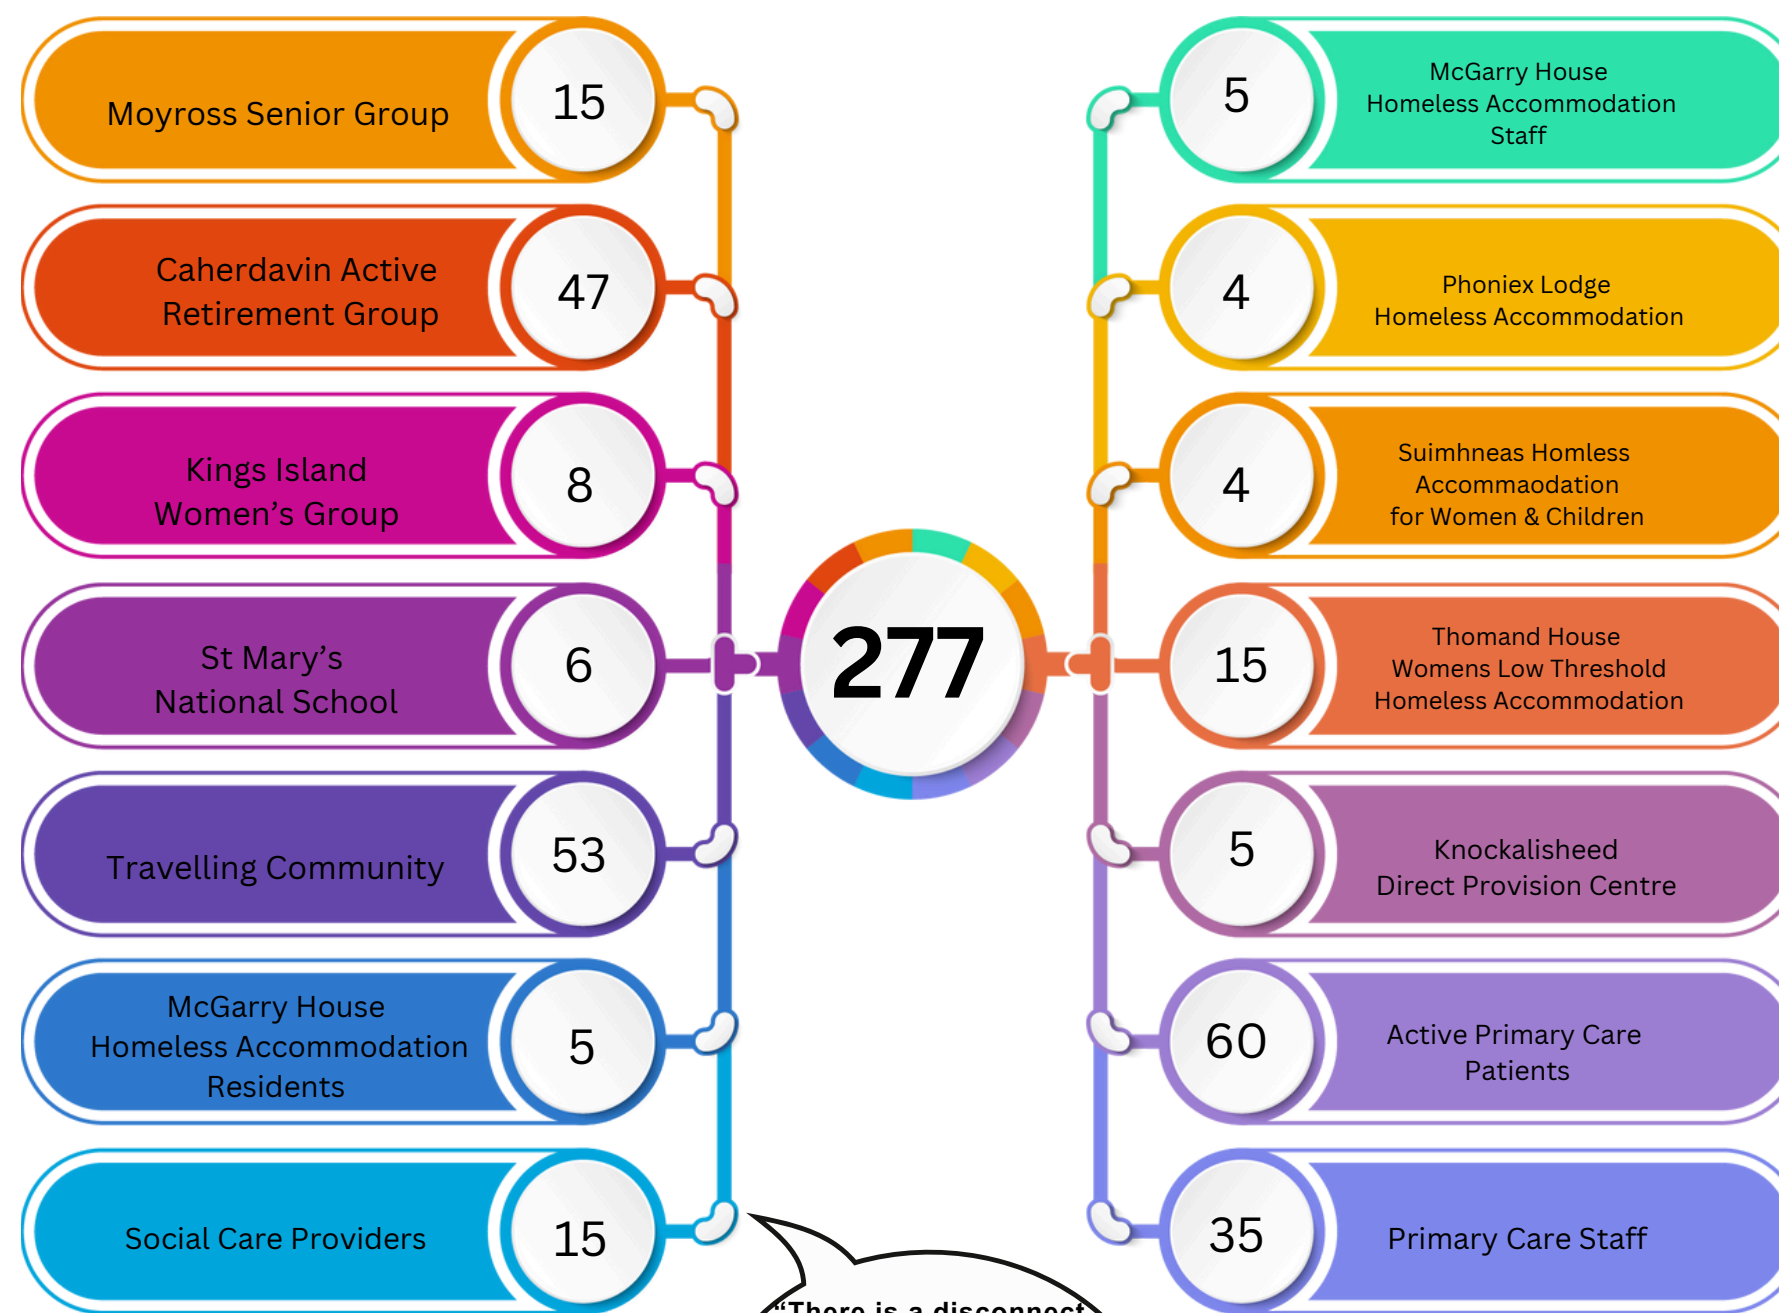 Moyross Senior Group
15
Caherdavin Active
Retirement Group
47
Kings Island
Women's Group
8
St Mary's
National School
6
Travelling Community
53
McGarry House
Homeless Accommodation
Residents
5
Social Care Providers
15
277
5
McGarry House
Homeless Accommodation
Staff
4
Phoniex Lodge
Homeless Accommodation
4
Suimhneas Homless
Accommaodation
for Women & Children
15
Thomand House
Womens Low Threshold
Homeless Accommodation
5
Knockalisheed
Direct Provision Centre
60
Active Primary Care
Patients
35
Primary Care Staff
“There is a disconnect